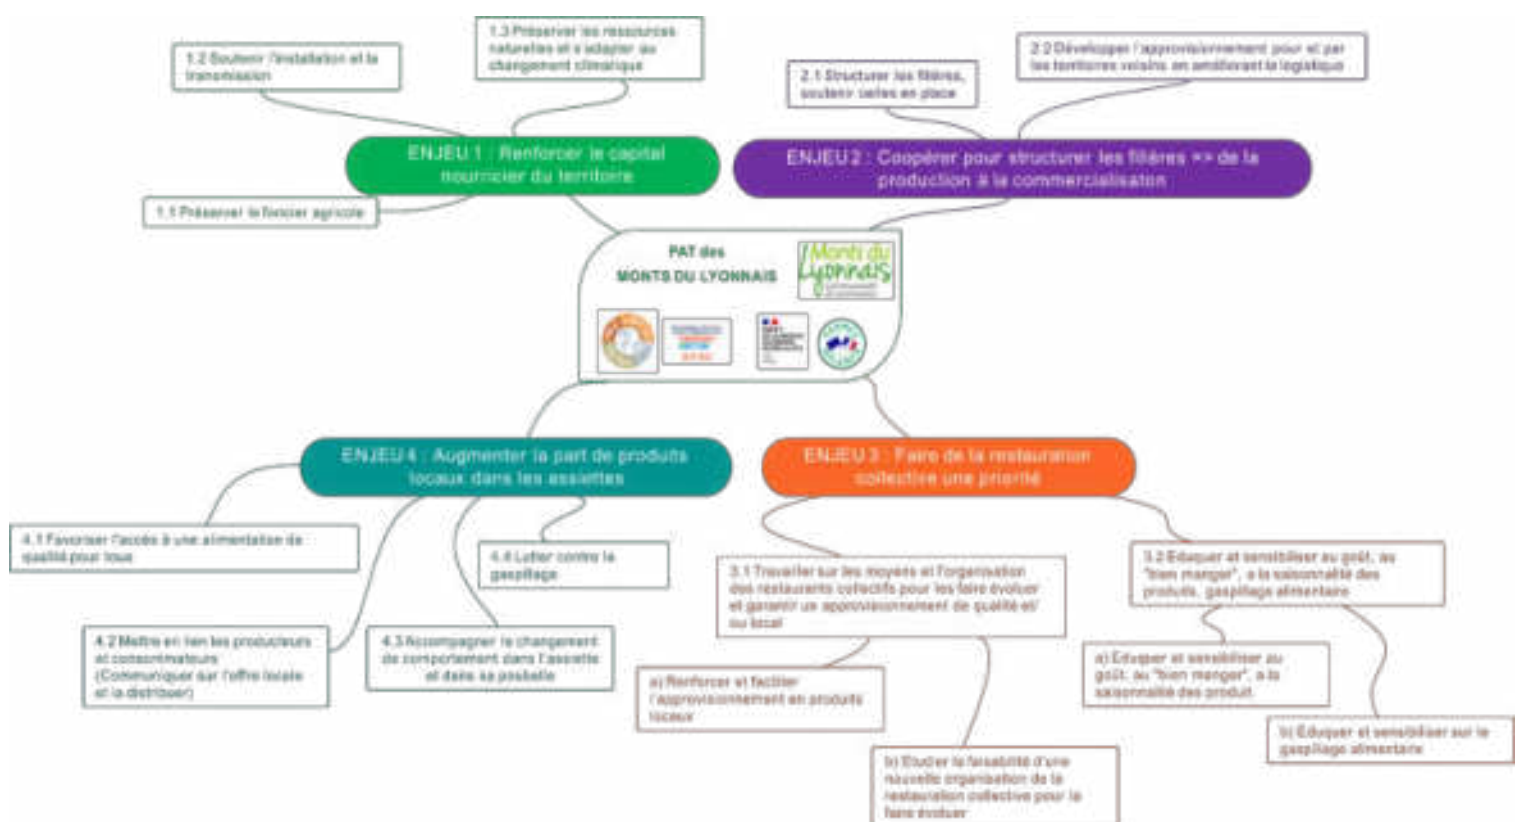 1.2 Soutenir l'installation et la
transmission
1.3 Préserver les ressources
naturelles et s'adapter au
changement climatique
2.1 Structurer les filières,
soutenir celles en place
2.2 Développer l'approvisionnement pour et par
les territoires voisins en améliorant la logistique
ENJEU 1 : Renforcer le capital
nourricier du territoire
ENJEU 2 : Coopérer pour structurer les filières => de la
production à la commercialisaton
1.1 Préserver le foncier agricole
PAT des
MONTS DU LYONNAIS
Monts du
Lyonnais
ENJEU 4 : Augmenter la part de produits
locaux dans les assiettes
ENJEU 3 : Faire de la restauration
collective une priorité
4.1 Favoriser l'accès à une alimentation de
qualité pour tous
4.4 Lutter contre le
gaspillage
4.2 Mettre en lien les producteurs
et consommateurs
(Communiquer sur l'offre locale
et la distribuer)
4.3 Accompagner le changement
de comportement dans l'assiette
et dans sa poubelle
3.1 Travailler sur les moyens et l'organisation
des restaurants collectifs pour les faire évoluer
et garantir un approvisionnement de qualité et/
ou local
3.2 Eduquer et sensibiliser au goût, au
"bien manger", a la saisonnalité des
produits, gaspillage alimentaire
a) Renforcer et faciliter
l'approvisionnement en produits
locaux
b) Etudier la faisabilité d'une
nouvelle organisation de la
restauration collective pour la
faire évoluer
a) Eduquer et sensibiliser au
goût, au "bien manger", a la
saisonnalité des produit
b) Eduquer et sensibiliser sur le
gaspillage alimentaire